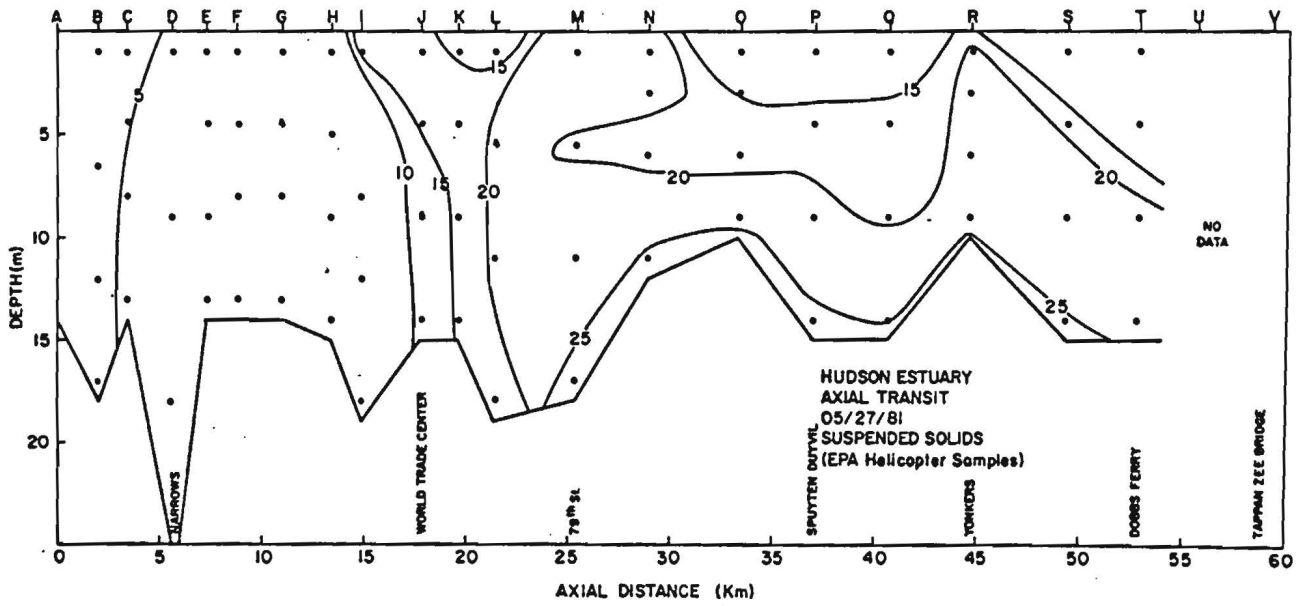 A B C D E F G H I J K L M N O P Q R S T U V
5
10
15
15
20
20
15
20
25
25
NO
DATA
DEPTH(m)
5
10
15
20
HUDSON ESTUARY
AXIAL TRANSIT
05/27/81
SUSPENDED SOLIDS
(EPA Helicopter Samples)
NARROWS
WORLD TRADE CENTER
79th St.
SPUYTEN DUYVIL
YONKERS
DOBBS FERRY
TAPPAN ZEE BRIDGE
0 5 10 15 20 25 30 35 40 45 50 55 60
AXIAL DISTANCE (Km)